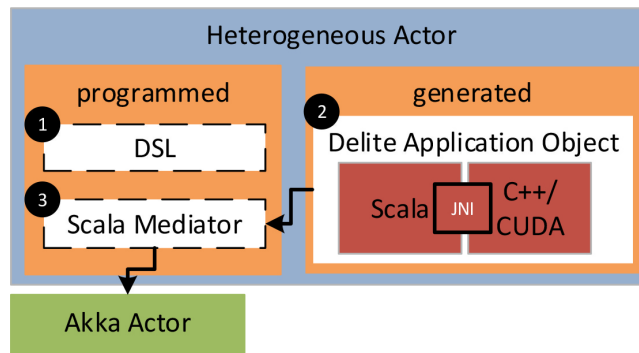 Heterogeneous Actor
programmed
generated
1
DSL
2
Delite Application Object
3
Scala Mediator
Scala
JNI
C++/
CUDA
Akka Actor